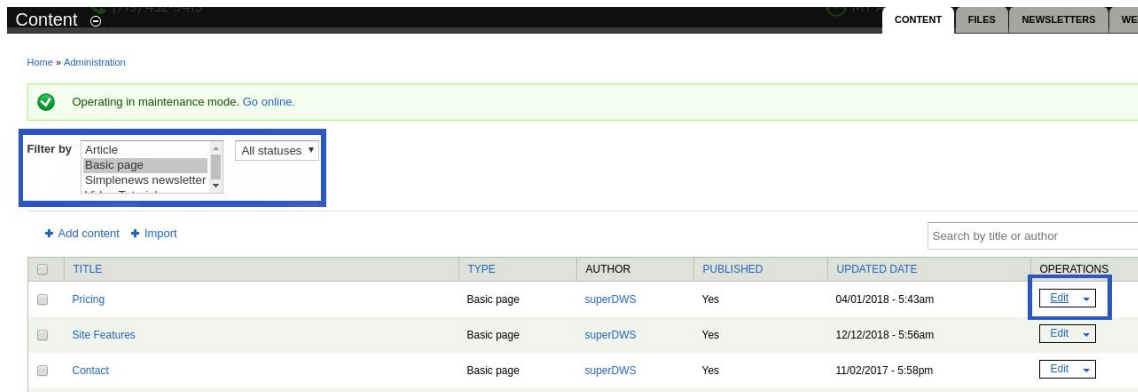 Content
CONTENT FILES NEWSLETTERS
Home » Administration
Operating in maintenance mode. Go online.
Filter by Article All statuses
Basic page
Simplenews newsletter
Add content Import Search by title or author
TITLE TYPE AUTHOR PUBLISHED UPDATED DATE OPERATIONS
Pricing Basic page superDWS Yes 04/01/2018 - 5:43am Edit
Site Features Basic page superDWS Yes 12/12/2018 - 5:56am Edit
Contact Basic page superDWS Yes 11/02/2017 - 5:58pm Edit